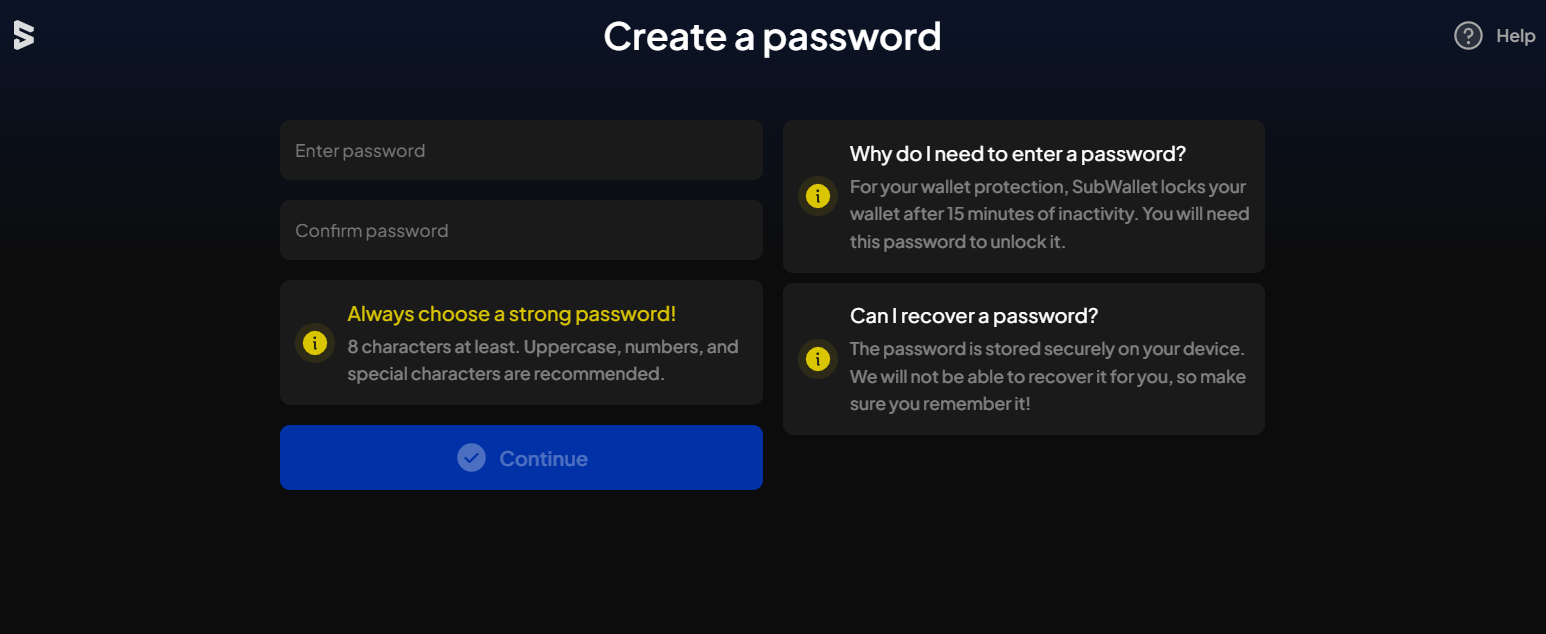 Create a password
Help
Enter password
Confirm password
Always choose a strong password!
8 characters at least. Uppercase, numbers, and
special characters are recommended.
Continue
Why do I need to enter a password?
For your wallet protection, SubWallet locks your
wallet after 15 minutes of inactivity. You will need
this password to unlock it.
Can I recover a password?
The password is stored securely on your device.
We will not be able to recover it for you, so make
sure you remember it!